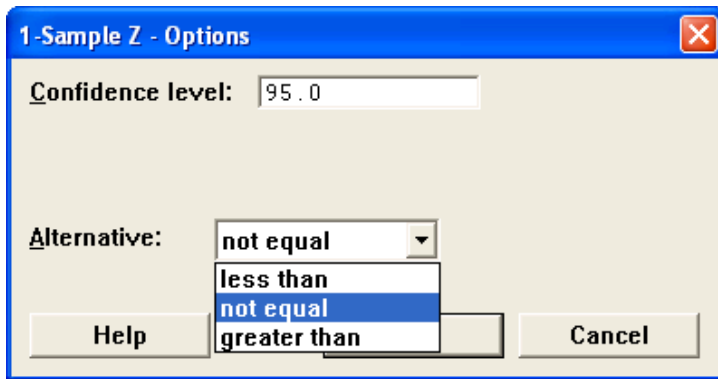 1-Sample Z - Options
Confidence level: 95.0
Alternative: not equal
less than
not equal
greater than
Help
Cancel